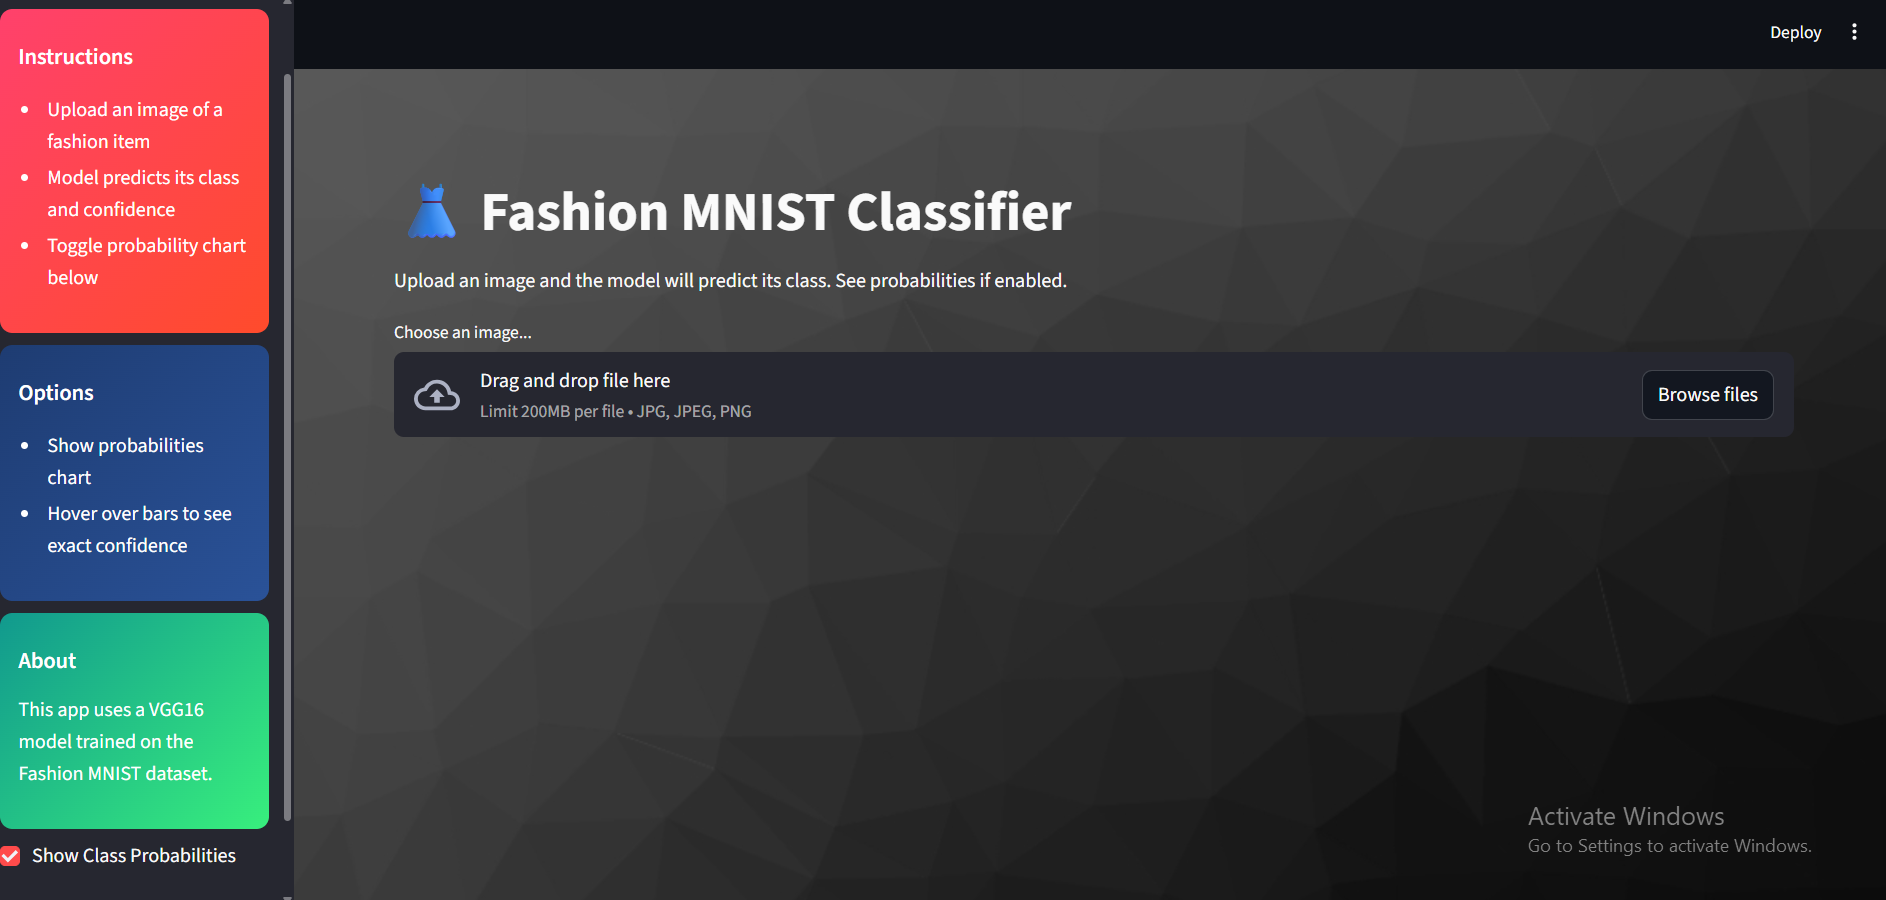 Instructions
• Upload an image of a
fashion item
• Model predicts its class
and confidence
• Toggle probability chart
below
Options
• Show probabilities
chart
• Hover over bars to see
exact confidence
About
This app uses a VGG16
model trained on the
Fashion MNIST dataset.
Show Class Probabilities
Deploy
Fashion MNIST Classifier
Upload an image and the model will predict its class. See probabilities if enabled.
Choose an image...
Drag and drop file here
Limit 200MB per file • JPG, JPEG, PNG
Browse files
Activate Windows
Go to Settings to activate Windows.